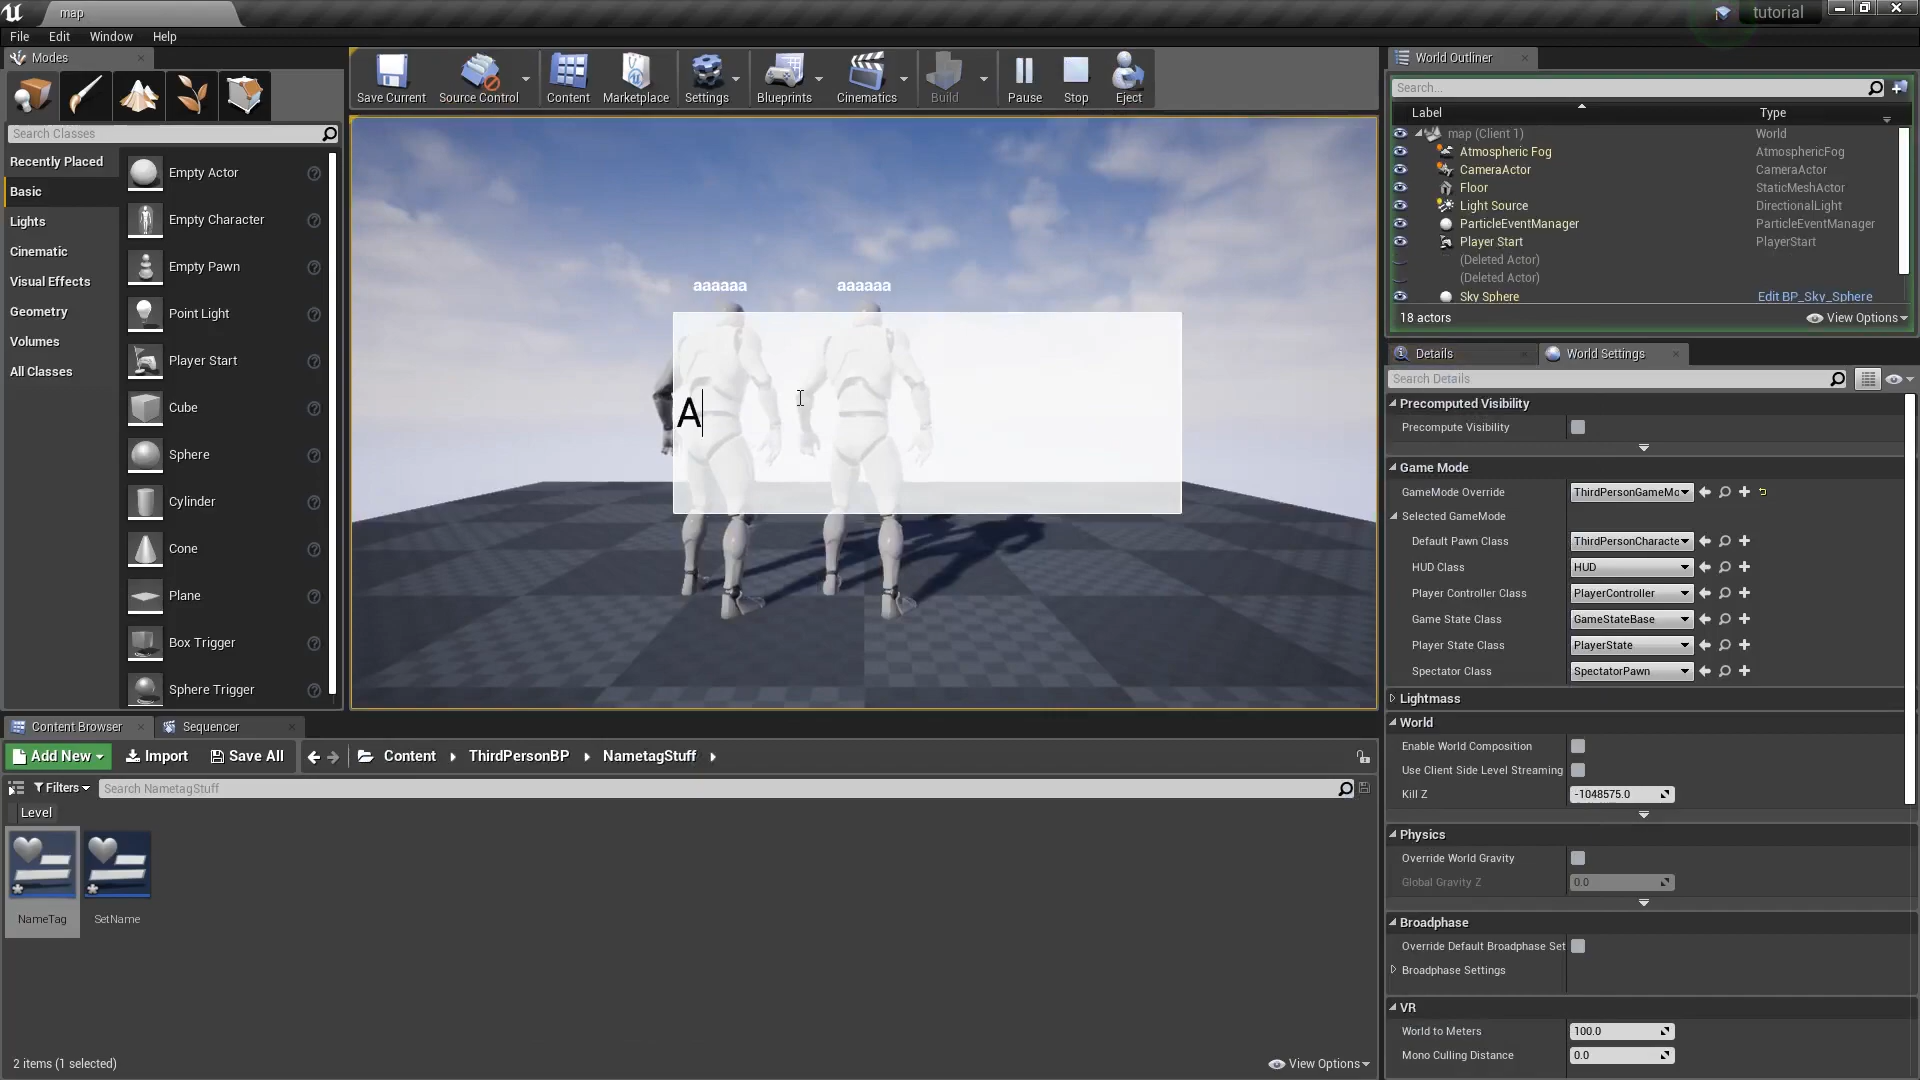 map
tutorial
File Edit Window Help
Modes
Save Current
Source Control
Content
Marketplace
Settings
Blueprints
Cinematics
Build
Pause
Stop
Eject
Search Classes
Recently Placed
Basic
Lights
Cinematic
Visual Effects
Geometry
Volumes
All Classes
Empty Actor
Empty Character
Empty Pawn
Point Light
Player Start
Cube
Sphere
Cylinder
Cone
Plane
Box Trigger
Sphere Trigger
aaaaaa aaaaaa
A
World Outliner
Search...
Label Type
map (Client 1) World
Atmospheric Fog AtmosphericFog
CameraActor CameraActor
Floor StaticMeshActor
Light Source DirectionalLight
ParticleEventManager ParticleEventManager
Player Start PlayerStart
(Deleted Actor)
(Deleted Actor)
Sky Sphere Edit BP_Sky_Sphere
18 actors View Options
Details World Settings
Search Details
Precomputed Visibility
Precompute Visibility
Game Mode
GameMode Override ThirdPersonGameMo
Selected GameMode
Default Pawn Class ThirdPersonCharacte
HUD Class HUD
Player Controller Class PlayerController
Game State Class GameStateBase
Player State Class PlayerState
Spectator Class SpectatorPawn
Lightmass
World
Enable World Composition
Use Client Side Level Streaming
Kill Z -1048575.0
Physics
Override World Gravity
Global Gravity Z 0.0
Broadphase
Override Default Broadphase Set
Broadphase Settings
VR
World to Meters 100.0
Mono Culling Distance 0.0
Content Browser Sequencer
Add New Import Save All Content ThirdPersonBP NametagStuff
Filters Search NametagStuff
Level
NameTag SetName
2 items (1 selected) View Options